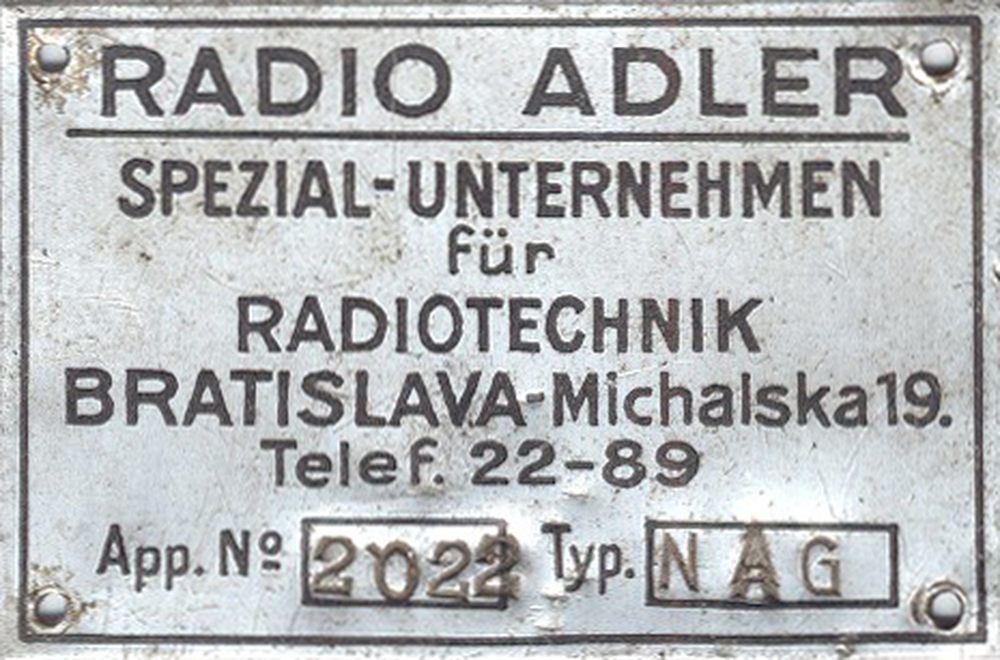 RADIO ADLER
SPEZIAL-UNTERNEHMEN
für
RADIOTECHNIK
BRATISLAVA-Michalska 19.
Telef. 22-89
App. Nº 2022 Typ. NAG